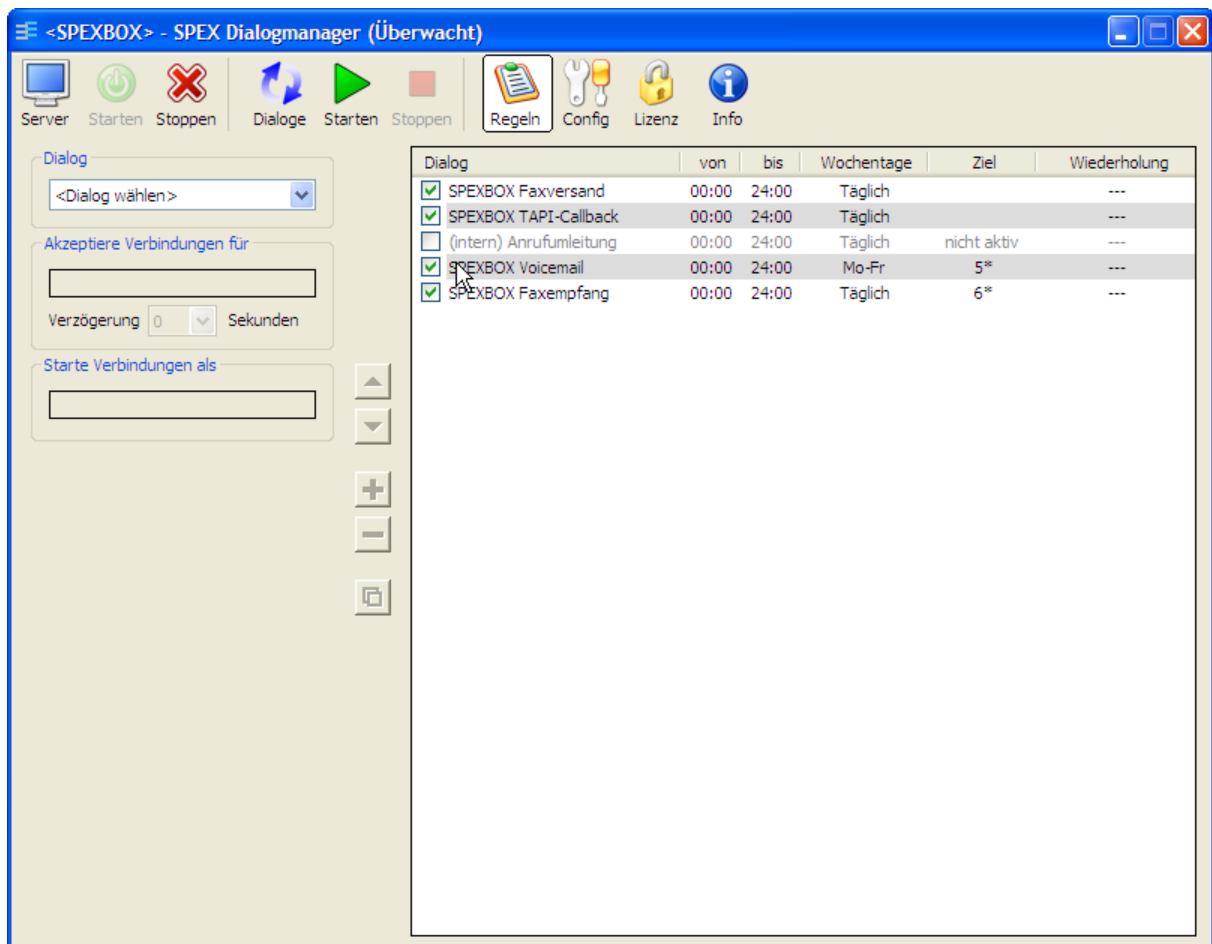 <SPEXBOX> - SPEX Dialogmanager (Überwacht)
Server Starten Stoppen Dialoge Starten Stoppen Regeln Config Lizenz Info
Dialog
<Dialog wählen>
Akzeptiere Verbindungen für
Verzögerung 0 Sekunden
Starte Verbindungen als
Dialog von bis Wochentage Ziel Wiederholung
SPEXBOX Faxversand 00:00 24:00 Täglich ---
SPEXBOX TAPI-Callback 00:00 24:00 Täglich ---
(intern) Anrufumleitung 00:00 24:00 Täglich nicht aktiv ---
SPEXBOX Voicemail 00:00 24:00 Mo-Fr 5* ---
SPEXBOX Faxempfang 00:00 24:00 Täglich 6* ---